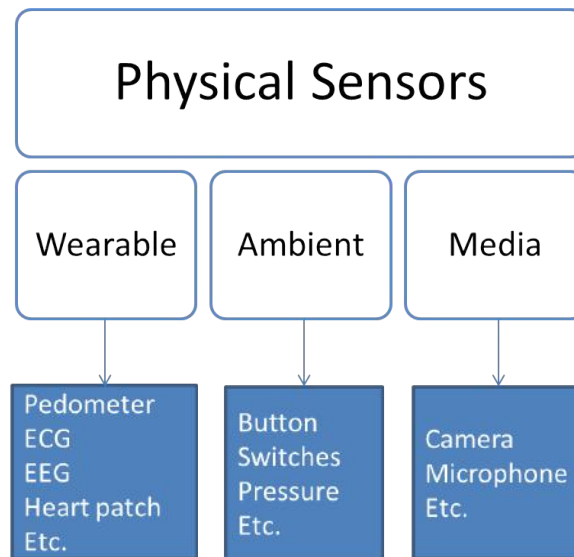 Physical Sensors
Wearable
Ambient
Media
Pedometer
ECG
EEG
Heart patch
Etc.
Button
Switches
Pressure
Etc.
Camera
Microphone
Etc.